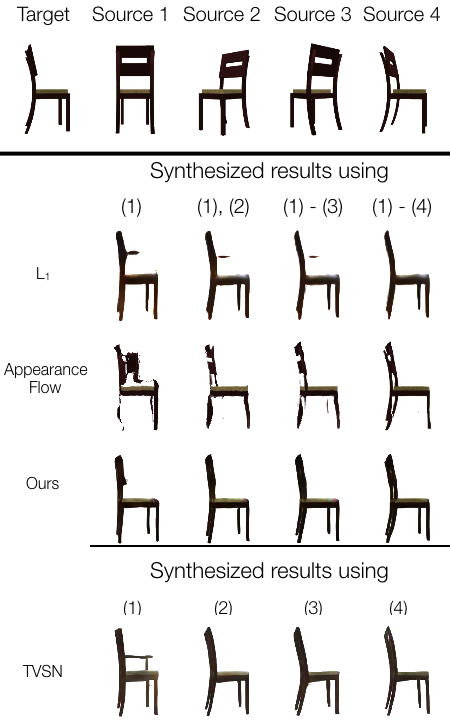 Target Source 1 Source 2 Source 3 Source 4
Synthesized results using
(1) (1), (2) (1) - (3) (1) - (4)
L₁
Appearance
Flow
Ours
Synthesized results using
(1) (2) (3) (4)
TVSN